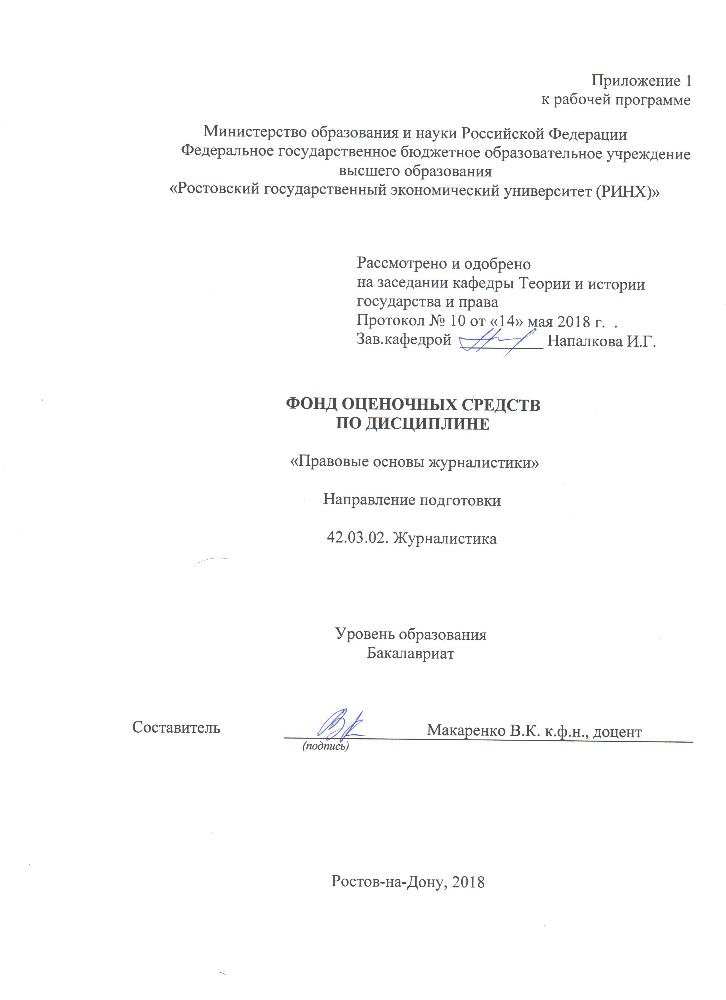 Приложение 1
к рабочей программе
Министерство образования и науки Российской Федерации
Федеральное государственное бюджетное образовательное учреждение
высшего образования
«Ростовский государственный экономический университет (РИНХ)»
Рассмотрено и одобрено
на заседании кафедры Теории и истории
государства и права
Протокол № 10 от «14» мая 2018 г. .
Зав.кафедрой Напалкова И.Г.
ФОНД ОЦЕНОЧНЫХ СРЕДСТВ
ПО ДИСЦИПЛИНЕ
«Правовые основы журналистики»
Направление подготовки
42.03.02. Журналистика
Уровень образования
Бакалавриат
Составитель Макаренко В.К. к.ф.н., доцент
(подпись)
Ростов-на-Дону, 2018